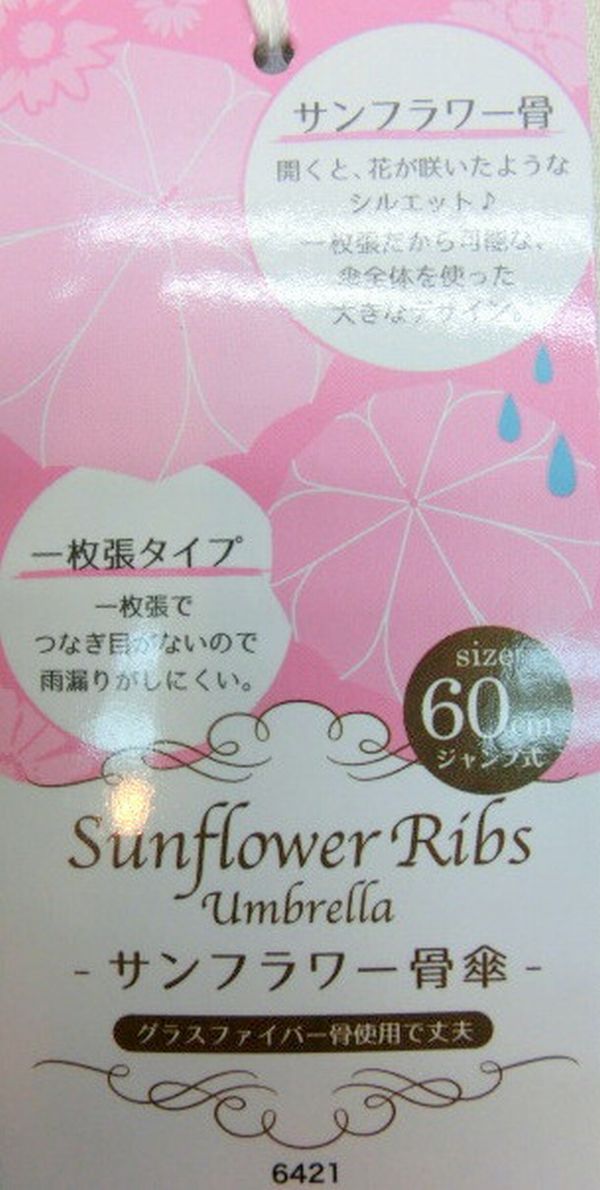 サンフラワー骨
開くと、花が咲いたような
シルエット♪
一枚張だから可能な、
傘全体を使った
大きなデザイン。
一枚張タイプ
一枚張で
つなぎ目がないので
雨漏りがしにくい。
size
60cm
ジャンプ式
Sunflower Ribs
Umbrella
- サンフラワー骨傘 -
グラスファイバー骨使用で丈夫
6421